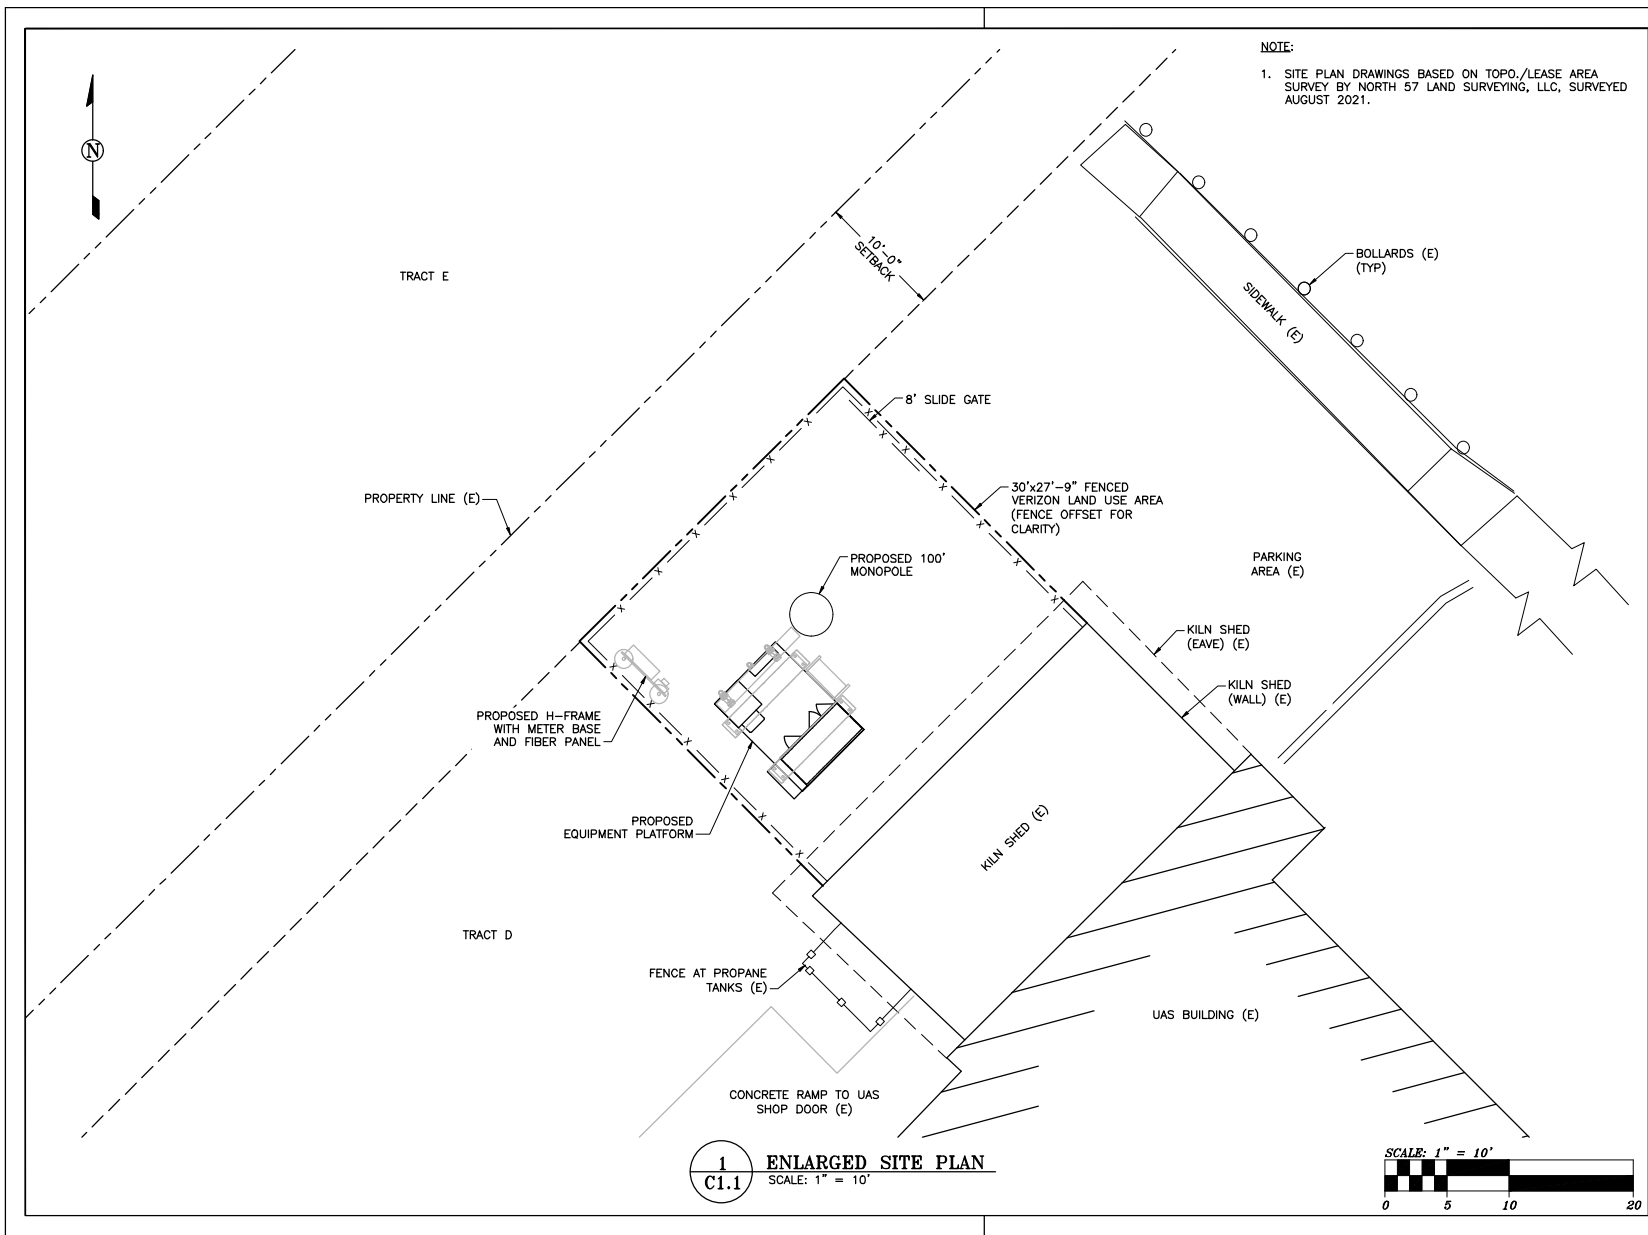 NOTE:
1. SITE PLAN DRAWINGS BASED ON TOPO./LEASE AREA
SURVEY BY NORTH 57 LAND SURVEYING, LLC, SURVEYED
AUGUST 2021.
N
TRACT E
10'-0"
SETBACK
BOLLARDS (E)
(TYP)
SIDEWALK (E)
8' SLIDE GATE
PROPERTY LINE (E)
30'x27'-9" FENCED
VERIZON LAND USE AREA
(FENCE OFFSET FOR
CLARITY)
PROPOSED 100'
MONOPOLE
PARKING
AREA (E)
KILN SHED
(EAVE) (E)
KILN SHED
(WALL) (E)
PROPOSED H-FRAME
WITH METER BASE
AND FIBER PANEL
PROPOSED
EQUIPMENT PLATFORM
KILN SHED (E)
TRACT D
FENCE AT PROPANE
TANKS (E)
UAS BUILDING (E)
CONCRETE RAMP TO UAS
SHOP DOOR (E)
1
C1.1
ENLARGED SITE PLAN
SCALE: 1" = 10'
SCALE: 1" = 10'
0 5 10 20